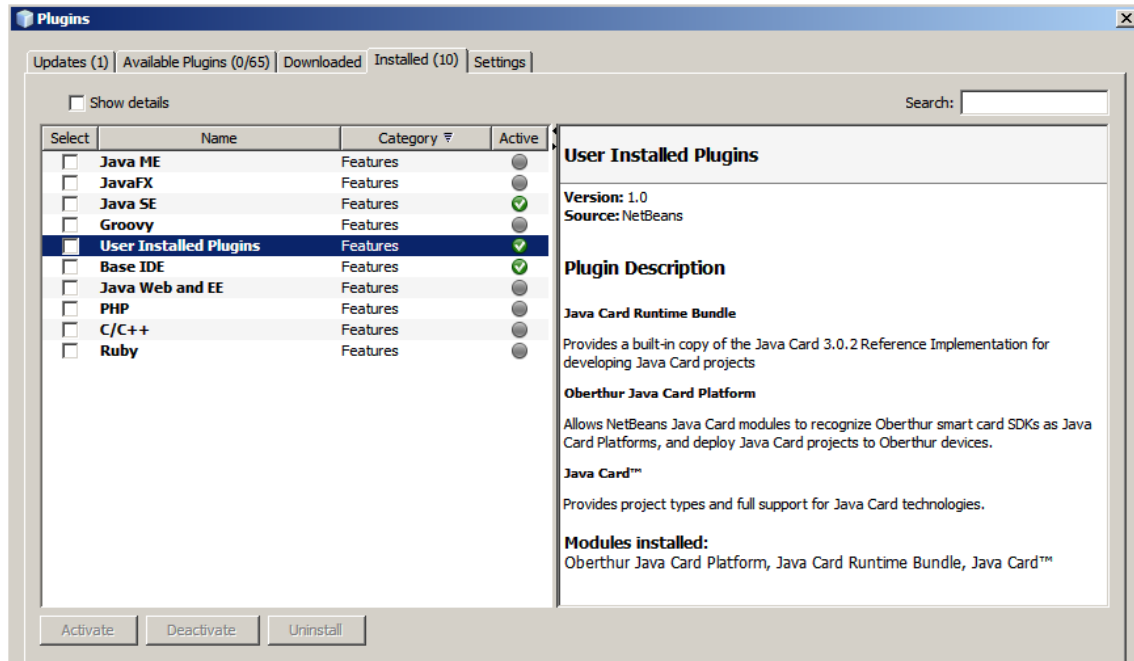 Plugins
Updates (1) Available Plugins (0/65) Downloaded Installed (10) Settings
Show details Search:
Select Name Category Active
Java ME Features
JavaFX Features
Java SE Features
Groovy Features
User Installed Plugins Features
Base IDE Features
Java Web and EE Features
PHP Features
C/C++ Features
Ruby Features
User Installed Plugins
Version: 1.0
Source: NetBeans
Plugin Description
Java Card Runtime Bundle
Provides a built-in copy of the Java Card 3.0.2 Reference Implementation for
developing Java Card projects
Oberthur Java Card Platform
Allows NetBeans Java Card modules to recognize Oberthur smart card SDKs as Java
Card Platforms, and deploy Java Card projects to Oberthur devices.
Java Card™
Provides project types and full support for Java Card technologies.
Modules installed:
Oberthur Java Card Platform, Java Card Runtime Bundle, Java Card™
Activate Deactivate Uninstall